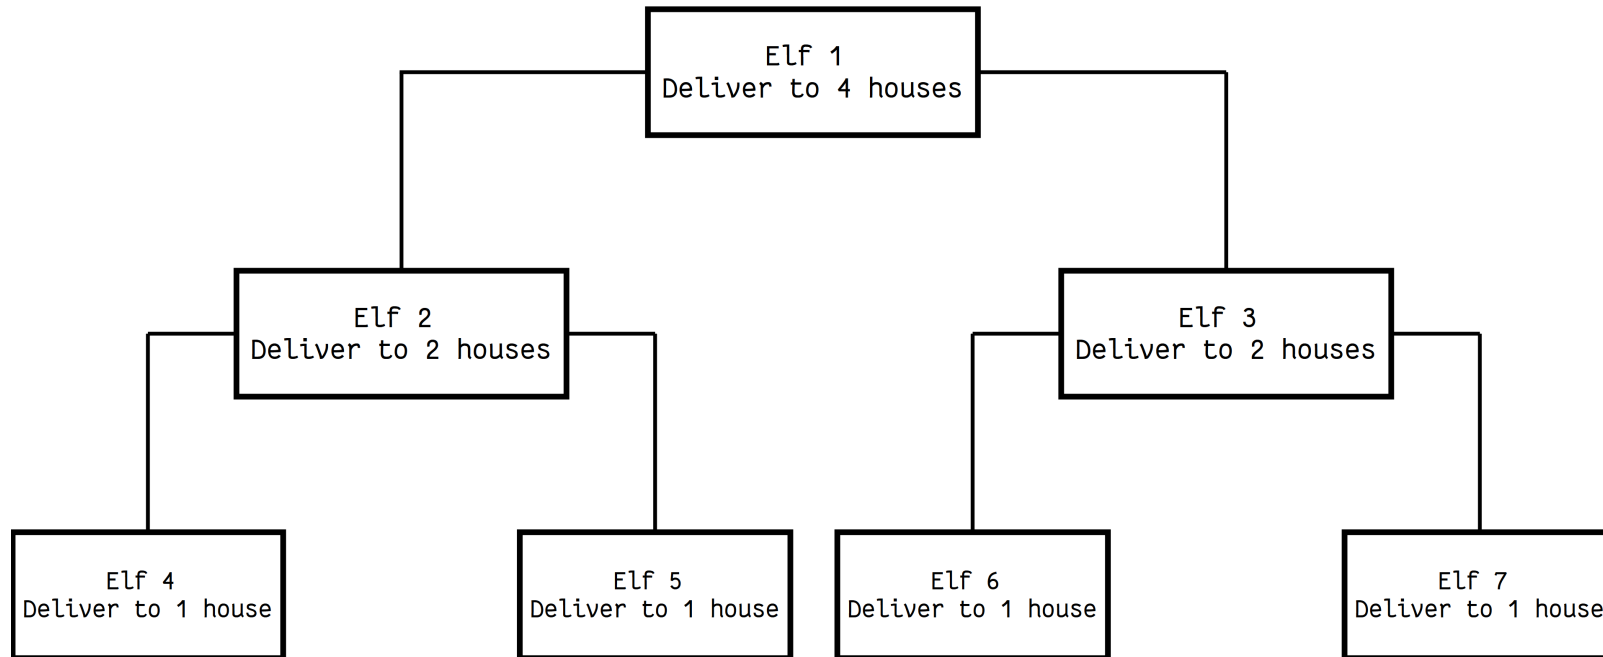 Elf 1
Deliver to 4 houses
Elf 2
Deliver to 2 houses
Elf 3
Deliver to 2 houses
Elf 4
Deliver to 1 house
Elf 5
Deliver to 1 house
Elf 6
Deliver to 1 house
Elf 7
Deliver to 1 house